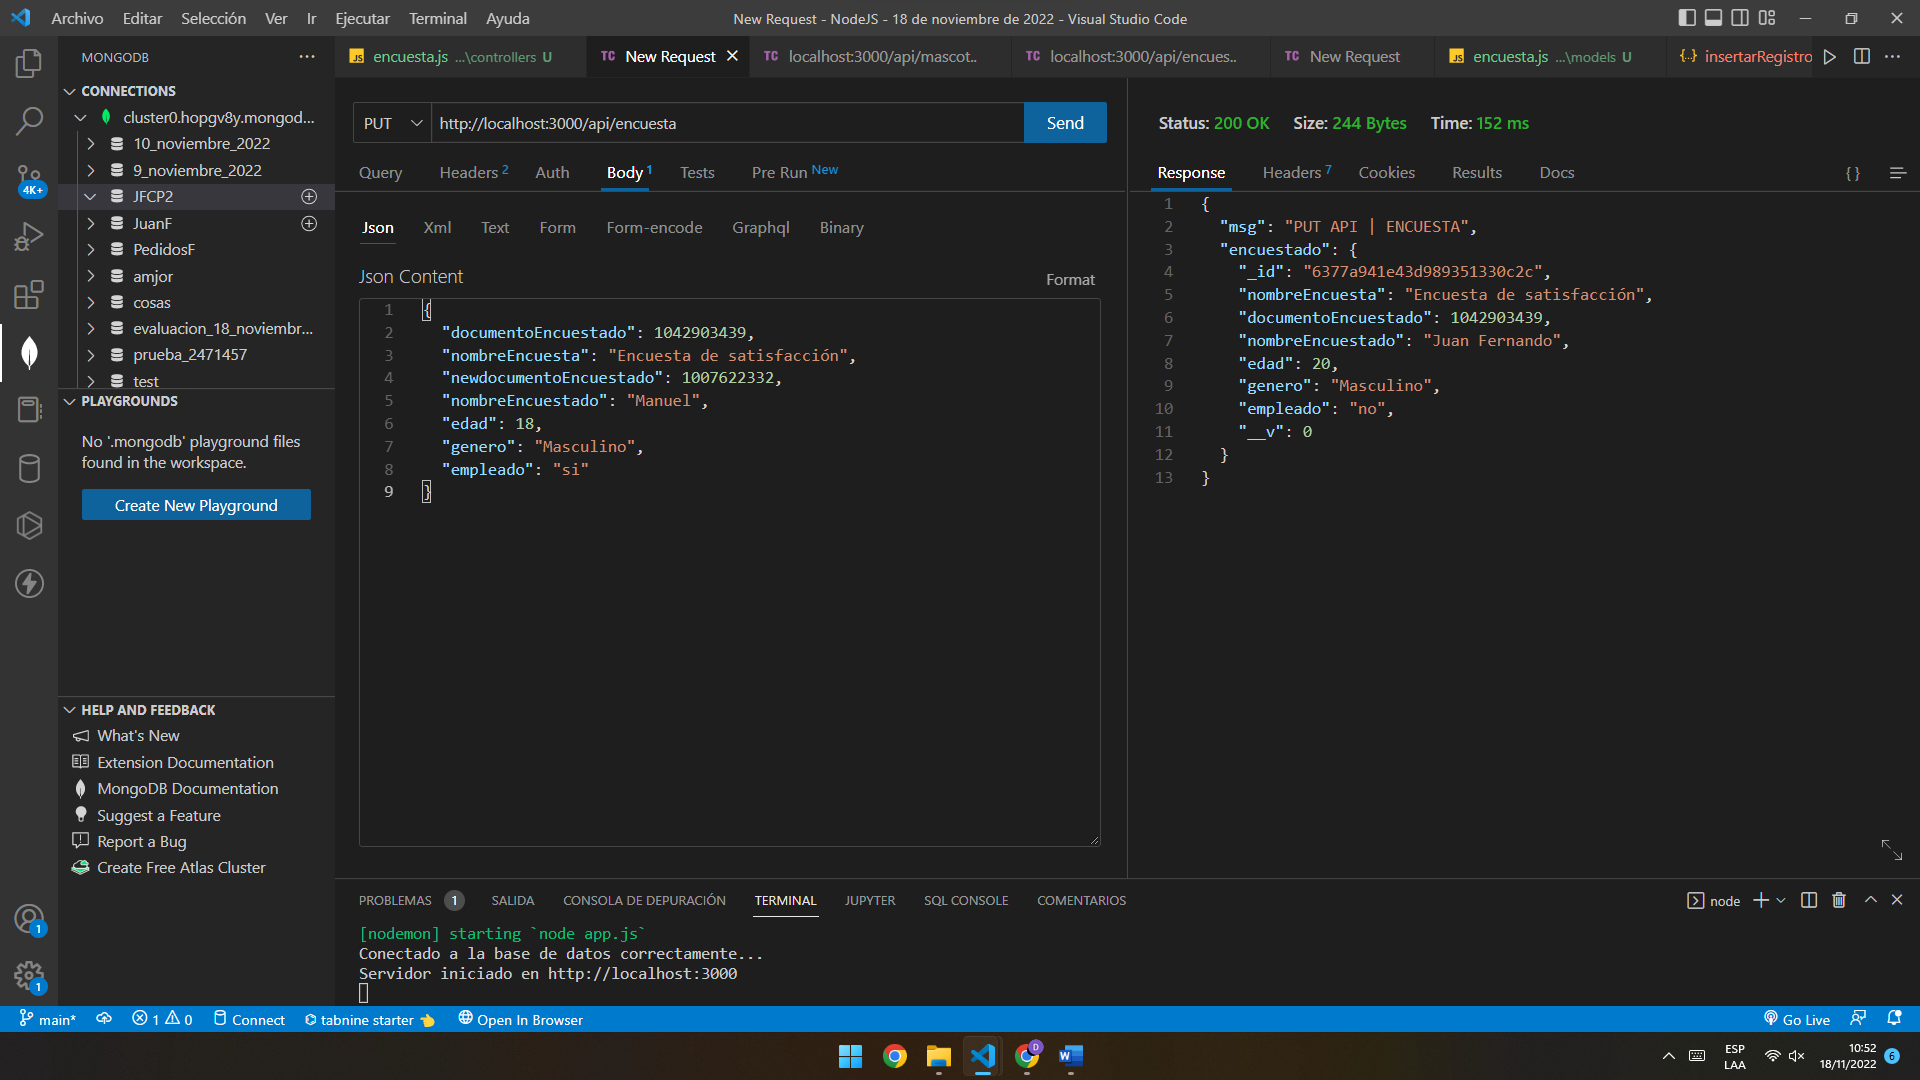 Archivo Editar Selección Ver Ir Ejecutar Terminal Ayuda
New Request - NodeJS - 18 de noviembre de 2022 - Visual Studio Code
MONGODB ...
JS encuesta.js ...\controllers U
TC New Request
TC localhost:3000/api/mascot..
TC localhost:3000/api/encues..
TC New Request
JS encuesta.js ...\models U
{·} insertarRegistro
CONNECTIONS
cluster0.hopgv8y.mongod...
10_noviembre_2022
9_noviembre_2022
JFCP2
JuanF
PedidosF
amjor
cosas
evaluacion_18_noviembr...
prueba_2471457
test
4K+
PLAYGROUNDS
No '.mongodb' playground files
found in the workspace.
Create New Playground
HELP AND FEEDBACK
What's New
Extension Documentation
MongoDB Documentation
Suggest a Feature
Report a Bug
Create Free Atlas Cluster
1
1
PUT http://localhost:3000/api/encuesta Send
Query Headers 2 Auth Body 1 Tests Pre Run New
Json Xml Text Form Form-encode Graphql Binary
Json Content Format
1 {
2 "documentoEncuestado": 1042903439,
3 "nombreEncuesta": "Encuesta de satisfacción",
4 "newdocumentoEncuestado": 1007622332,
5 "nombreEncuestado": "Manuel",
6 "edad": 18,
7 "genero": "Masculino",
8 "empleado": "si"
9 }
Status: 200 OK Size: 244 Bytes Time: 152 ms
Response Headers 7 Cookies Results Docs { }
1 {
2 "msg": "PUT API | ENCUESTA",
3 "encuestado": {
4 "_id": "6377a941e43d989351330c2c",
5 "nombreEncuesta": "Encuesta de satisfacción",
6 "documentoEncuestado": 1042903439,
7 "nombreEncuestado": "Juan Fernando",
8 "edad": 20,
9 "genero": "Masculino",
10 "empleado": "no",
11 "__v": 0
12 }
13 }
PROBLEMAS 1 SALIDA CONSOLA DE DEPURACIÓN TERMINAL JUPYTER SQL CONSOLE COMENTARIOS
node
[nodemon] starting `node app.js`
Conectado a la base de datos correctamente...
Servidor iniciado en http://localhost:3000
main* 1 0 Connect tabnine starter Open In Browser Go Live
D
W
ESP
LAA
10:52
18/11/2022
6